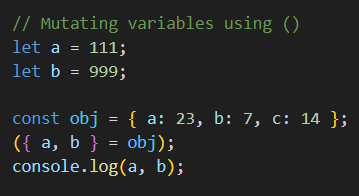 // Mutating variables using ()
let a = 111;
let b = 999;
const obj = { a: 23, b: 7, c: 14 };
({ a, b } = obj);
console.log(a, b);